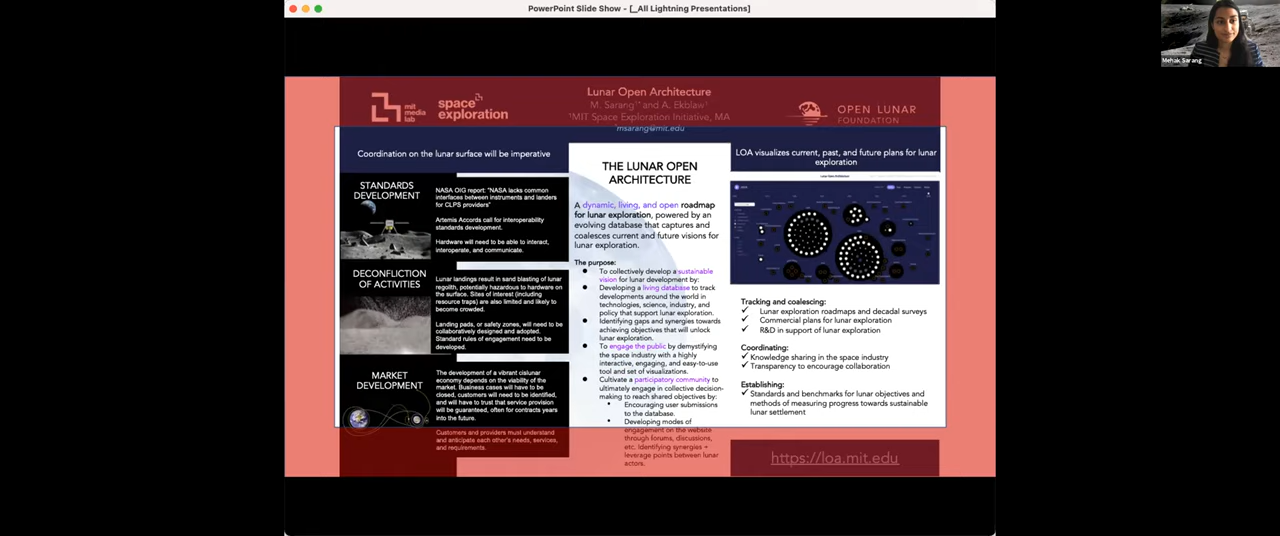 PowerPoint Slide Show - [_All Lightning Presentations]
Mehak Sarang
mit
media
lab
space
exploration
Lunar Open Architecture
M. Sarang¹* and A. Ekblaw¹
¹MIT Space Exploration Initiative, MA
*msarang@mit.edu
OPEN LUNAR
FOUNDATION
Coordination on the lunar surface will be imperative
STANDARDS
DEVELOPMENT
NASA OIG report: "NASA lacks common
interfaces between instruments and landers
for CLPS providers"
Artemis Accords call for interoperability
standards development.
Hardware will need to be able to interact,
interoperate, and communicate.
DECONFLICTION
OF ACTIVITIES
Lunar landings result in sand blasting of lunar
regolith, potentially hazardous to hardware on
the surface. Sites of interest (including
resource traps) are also limited and likely to
become crowded.
Landing pads, or safety zones, will need to be
collaboratively designed and adopted.
Standard rules of engagement need to be
developed.
MARKET
DEVELOPMENT
The development of a vibrant cislunar
economy depends on the viability of the
market. Business cases will have to be
closed, customers will need to be identified,
and will have to trust that service provision
will be guaranteed, often for contracts years
into the future.
Customers and providers must understand
and anticipate each other's needs, services,
and requirements.
THE LUNAR OPEN
ARCHITECTURE
A dynamic, living, and open roadmap
for lunar exploration, powered by an
evolving database that captures and
coalesces current and future visions for
lunar exploration.
The purpose:
● To collectively develop a sustainable
vision for lunar development by:
● Developing a living database to track
developments around the world in
technologies, science, industry, and
policy that support lunar exploration.
● Identifying gaps and synergies towards
achieving objectives that will unlock
lunar exploration.
● To engage the public by demystifying
the space industry with a highly
interactive, engaging, and easy-to-use
tool and set of visualizations.
● Cultivate a participatory community to
ultimately engage in collective decision-
making to reach shared objectives by:
• Encouraging user submissions
to the database.
• Developing modes of
engagement on the website
through forums, discussions,
etc. Identifying synergies +
leverage points between lunar
actors.
LOA visualizes current, past, and future plans for lunar
exploration
Tracking and coalescing:
✓ Lunar exploration roadmaps and decadal surveys
✓ Commercial plans for lunar exploration
✓ R&D in support of lunar exploration
Coordinating:
✓ Knowledge sharing in the space industry
✓ Transparency to encourage collaboration
Establishing:
✓ Standards and benchmarks for lunar objectives and
methods of measuring progress towards sustainable
lunar settlement
https://loa.mit.edu